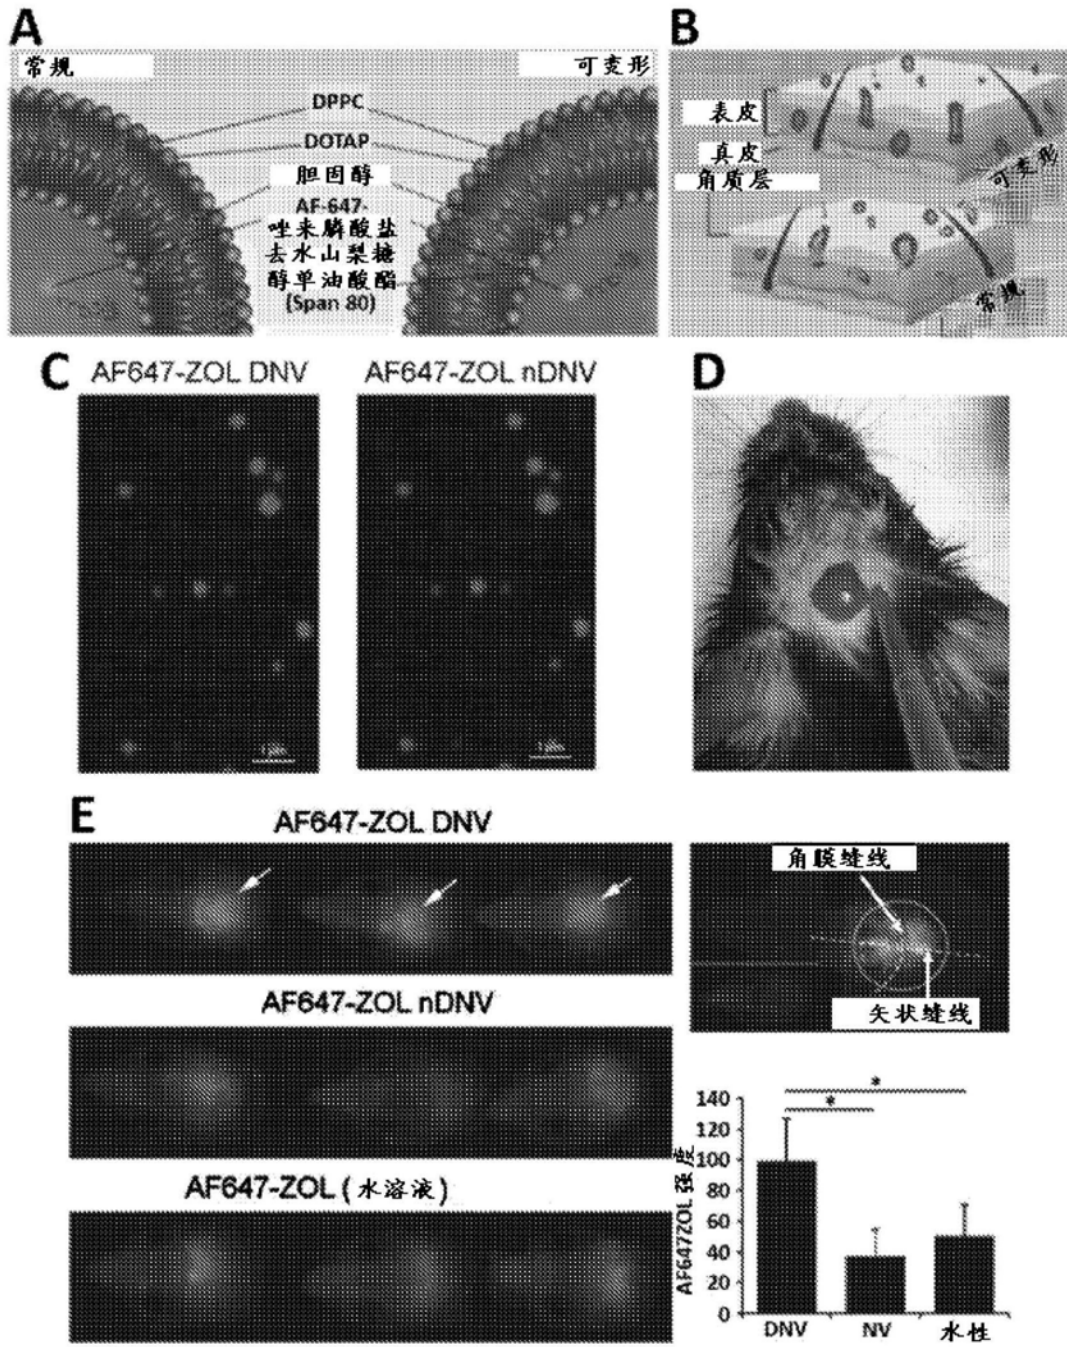 A
常规
可变形
DPPC
DOTAP
胆固醇
AF-647-
唑来膦酸盐
去水山梨糖
醇单油酸酯
(Span 80)
B
表皮
真皮
角质层
可变形
常规
C
AF647-ZOL DNV
AF647-ZOL nDNV
1μm
1μm
D
E
AF647-ZOL DNV
AF647-ZOL nDNV
AF647-ZOL (水溶液)
角膜缝线
矢状缝线
*
*
AF647ZOL 强度
140
120
100
80
60
40
20
0
DNV
NV
水性